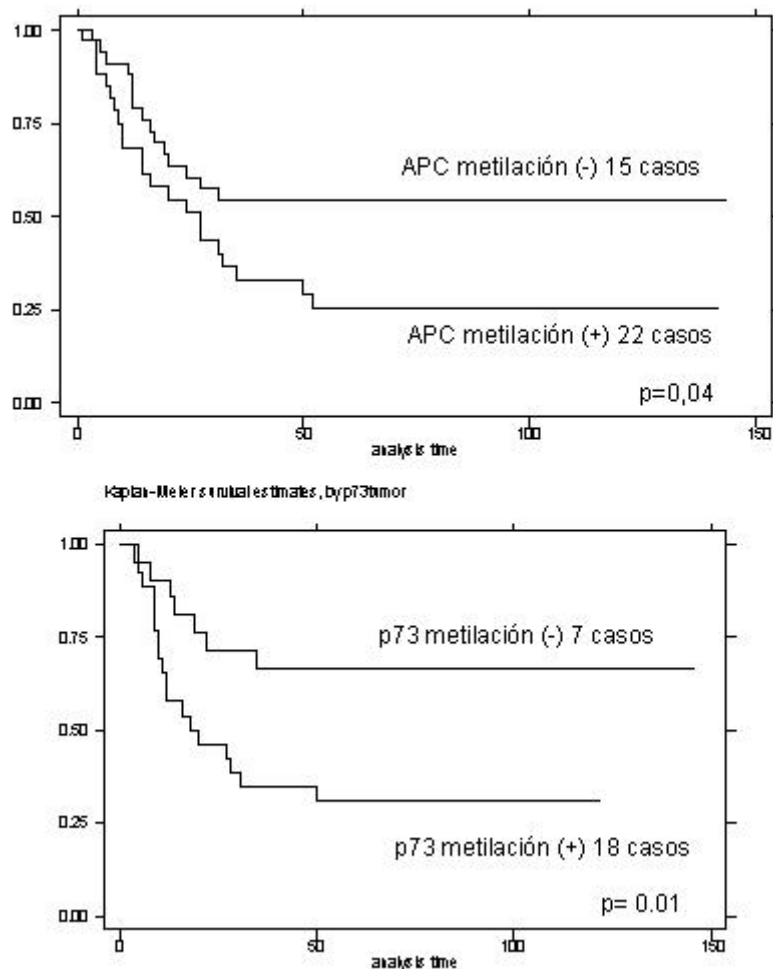 1.00
0.75
0.50
0.25
0.00
APC metilación (-) 15 casos
APC metilación (+) 22 casos
p=0,04
0 50 100 150
analysis time
Kaplan-Meier survival estimates, by p73tumor
1.00
0.75
0.50
0.25
0.00
p73 metilación (-) 7 casos
p73 metilación (+) 18 casos
p= 0.01
0 50 100 150
analysis time